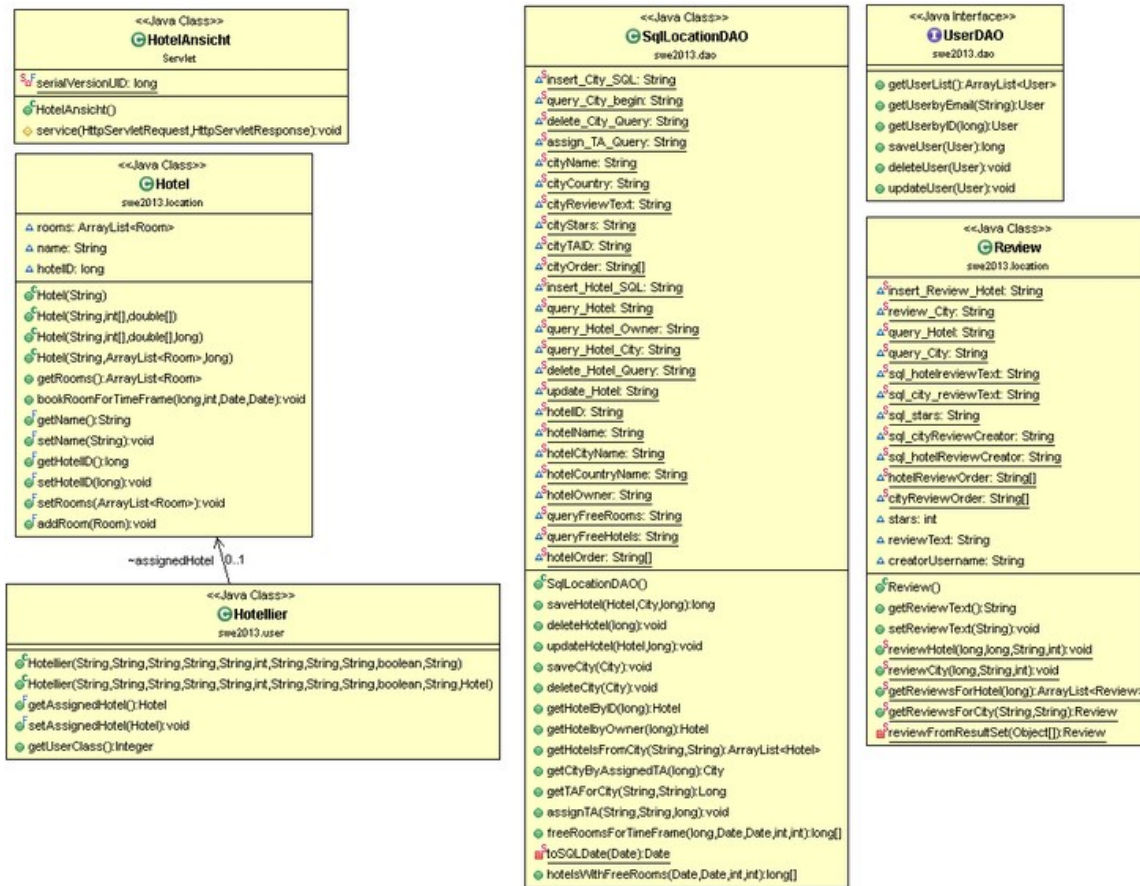 <<Java Class>>
HotelAnsicht
Servlet
serialVersionUID: long
HotelAnsicht()
service(HttpServletRequest,HttpServletResponse):void
<<Java Class>>
Hotel
swe2013.location
rooms: ArrayList<Room>
name: String
hotelID: long
Hotel(String)
Hotel(String,int[],double[])
Hotel(String,int[],double[],long)
Hotel(String,ArrayList<Room>,long)
getRooms():ArrayList<Room>
bookRoomForTimeFrame(long,int,Date,Date):void
getName():String
setName(String):void
getHotelID():long
setHotelID(long):void
setRooms(ArrayList<Room>):void
addRoom(Room):void
~assignedHotel 0..1
<<Java Class>>
Hotellier
swe2013.user
Hotellier(String,String,String,String,String,int,String,String,String,boolean,String)
Hotellier(String,String,String,String,String,int,String,String,String,boolean,String,Hotel)
getAssignedHotel():Hotel
setAssignedHotel(Hotel):void
getUserClass():Integer
<<Java Class>>
SqlLocationDAO
swe2013.dao
insert_City_SQL: String
query_City_begin: String
delete_City_Query: String
assign_TA_Query: String
cityName: String
cityCountry: String
cityReviewText: String
cityStars: String
cityTAID: String
cityOrder: String[]
insert_Hotel_SQL: String
query_Hotel: String
query_Hotel_Owner: String
query_Hotel_City: String
delete_Hotel_Query: String
update_Hotel: String
hotelID: String
hotelName: String
hotelCityName: String
hotelCountryName: String
hotelOwner: String
queryFreeRooms: String
queryFreeHotels: String
hotelOrder: String[]
SqlLocationDAO()
saveHotel(Hotel,City,long):long
deleteHotel(long):void
updateHotel(Hotel,long):void
saveCity(City):void
deleteCity(City):void
getHotelByID(long):Hotel
getHotelbyOwner(long):Hotel
getHotelsFromCity(String,String):ArrayList<Hotel>
getCityByAssignedTA(long):City
getTAForCity(String,String):Long
assignTA(String,String,long):void
freeRoomsForTimeFrame(long,Date,Date,int,int):long[]
toSQLDate(Date):Date
hotelsWithFreeRooms(Date,Date,int,int):long[]
<<Java Interface>>
UserDAO
swe2013.dao
getUserList():ArrayList<User>
getUserbyEmail(String):User
getUserbyID(long):User
saveUser(User):long
deleteUser(User):void
updateUser(User):void
<<Java Class>>
Review
swe2013.location
insert_Review_Hotel: String
review_City: String
query_Hotel: String
query_City: String
sql_hotelreviewText: String
sql_city_reviewText: String
sql_stars: String
sql_cityReviewCreator: String
sql_hotelReviewCreator: String
hotelReviewOrder: String[]
cityReviewOrder: String[]
stars: int
reviewText: String
creatorUsername: String
Review()
getReviewText():String
setReviewText(String):void
reviewHotel(long,long,String,int):void
reviewCity(long,String,int):void
getReviewsForHotel(long):ArrayList<Review>
getReviewsForCity(String,String):Review
reviewFromResultSet(Object[]):Review